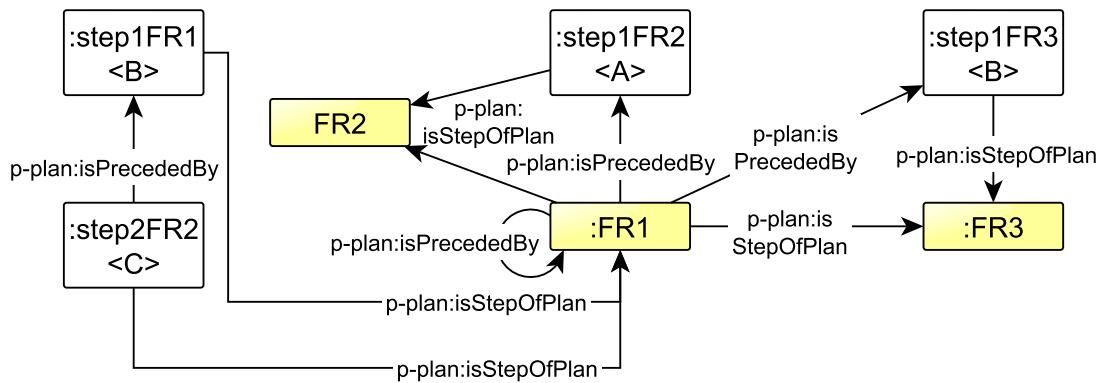 :step1FR1
<B>
:step1FR2
<A>
:step1FR3
<B>
FR2
p-plan:
isStepOfPlan
p-plan:is
PrecededBy
p-plan:isStepOfPlan
p-plan:isPrecededBy
p-plan:isPrecededBy
:step2FR2
<C>
p-plan:isPrecededBy
:FR1
p-plan:is
StepOfPlan
:FR3
p-plan:isStepOfPlan
p-plan:isStepOfPlan